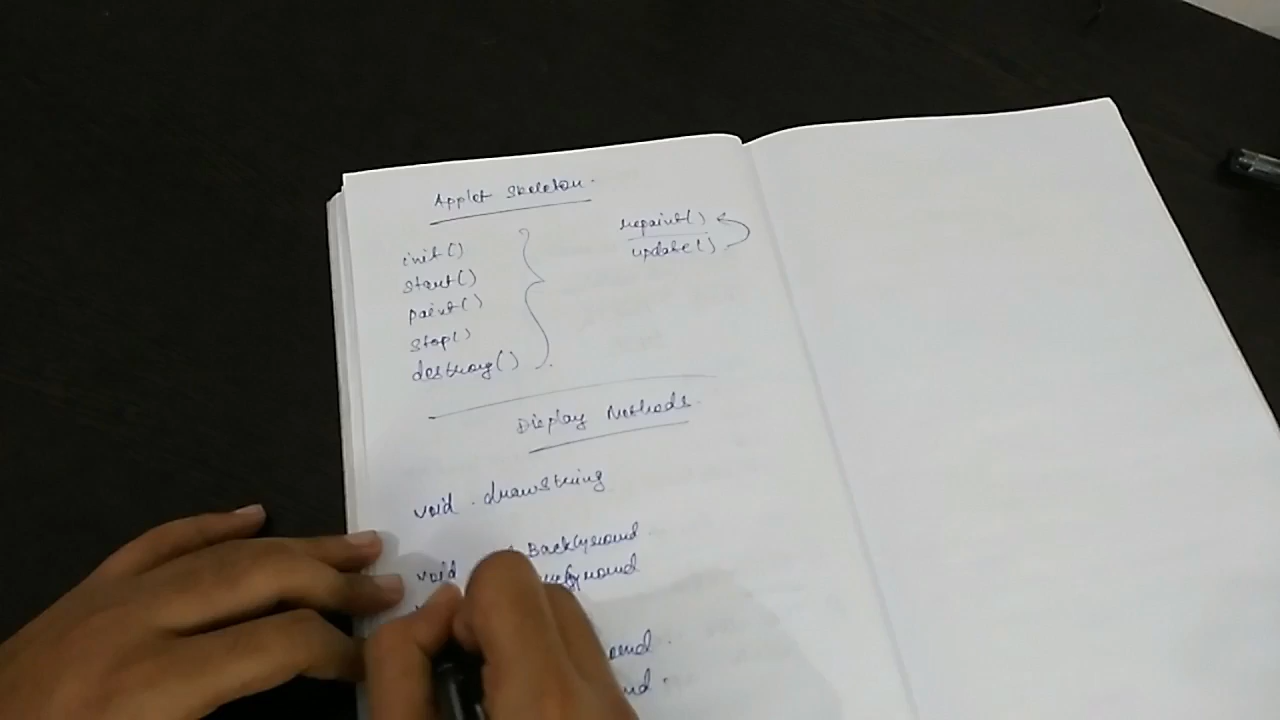 Applet Skeleton.
init()
start()
paint()
stop()
destroy()
repaint()
update()
Display Methods.
void drawstring
void Background